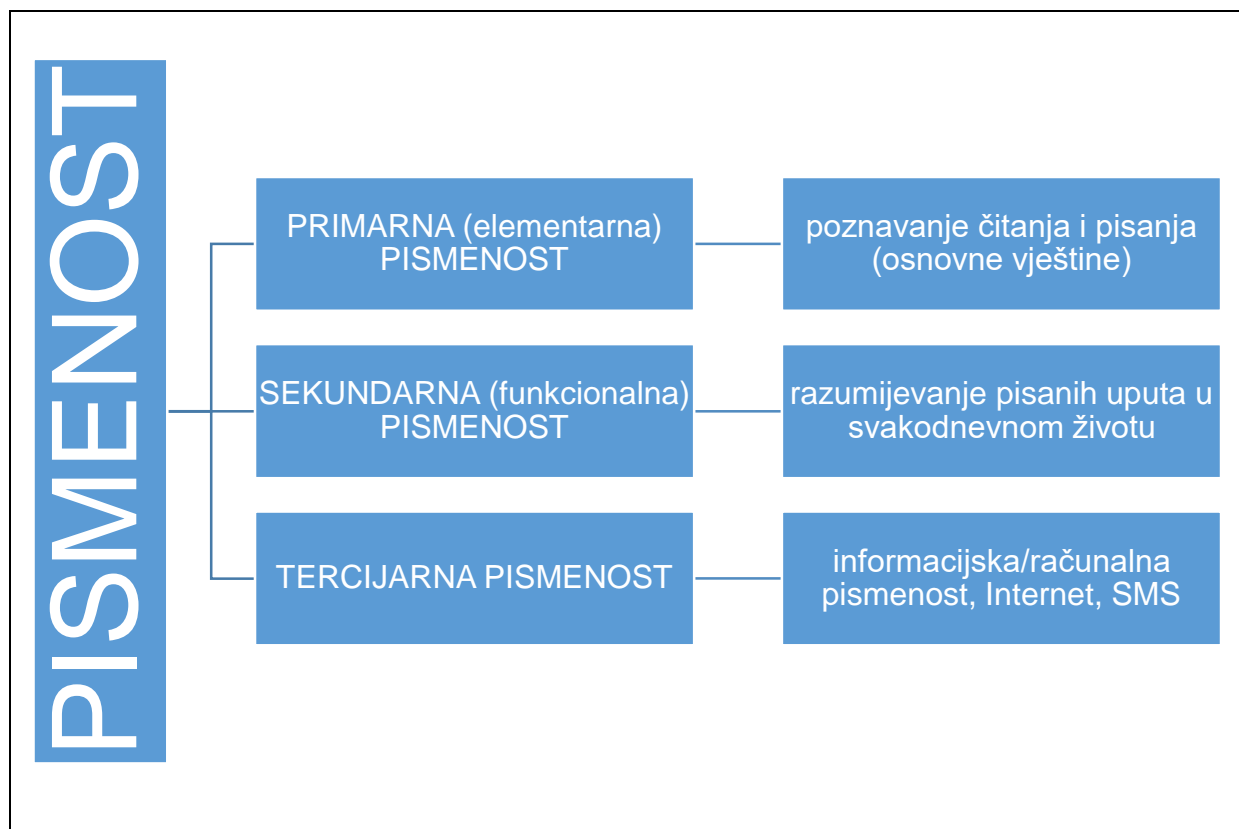 PISMENOST
PRIMARNA (elementarna)
PISMENOST
poznavanje čitanja i pisanja
(osnovne vještine)
SEKUNDARNA (funkcionalna)
PISMENOST
razumijevanje pisanih uputa u
svakodnevnom životu
TERCIJARNA PISMENOST
informacijska/računalna
pismenost, Internet, SMS